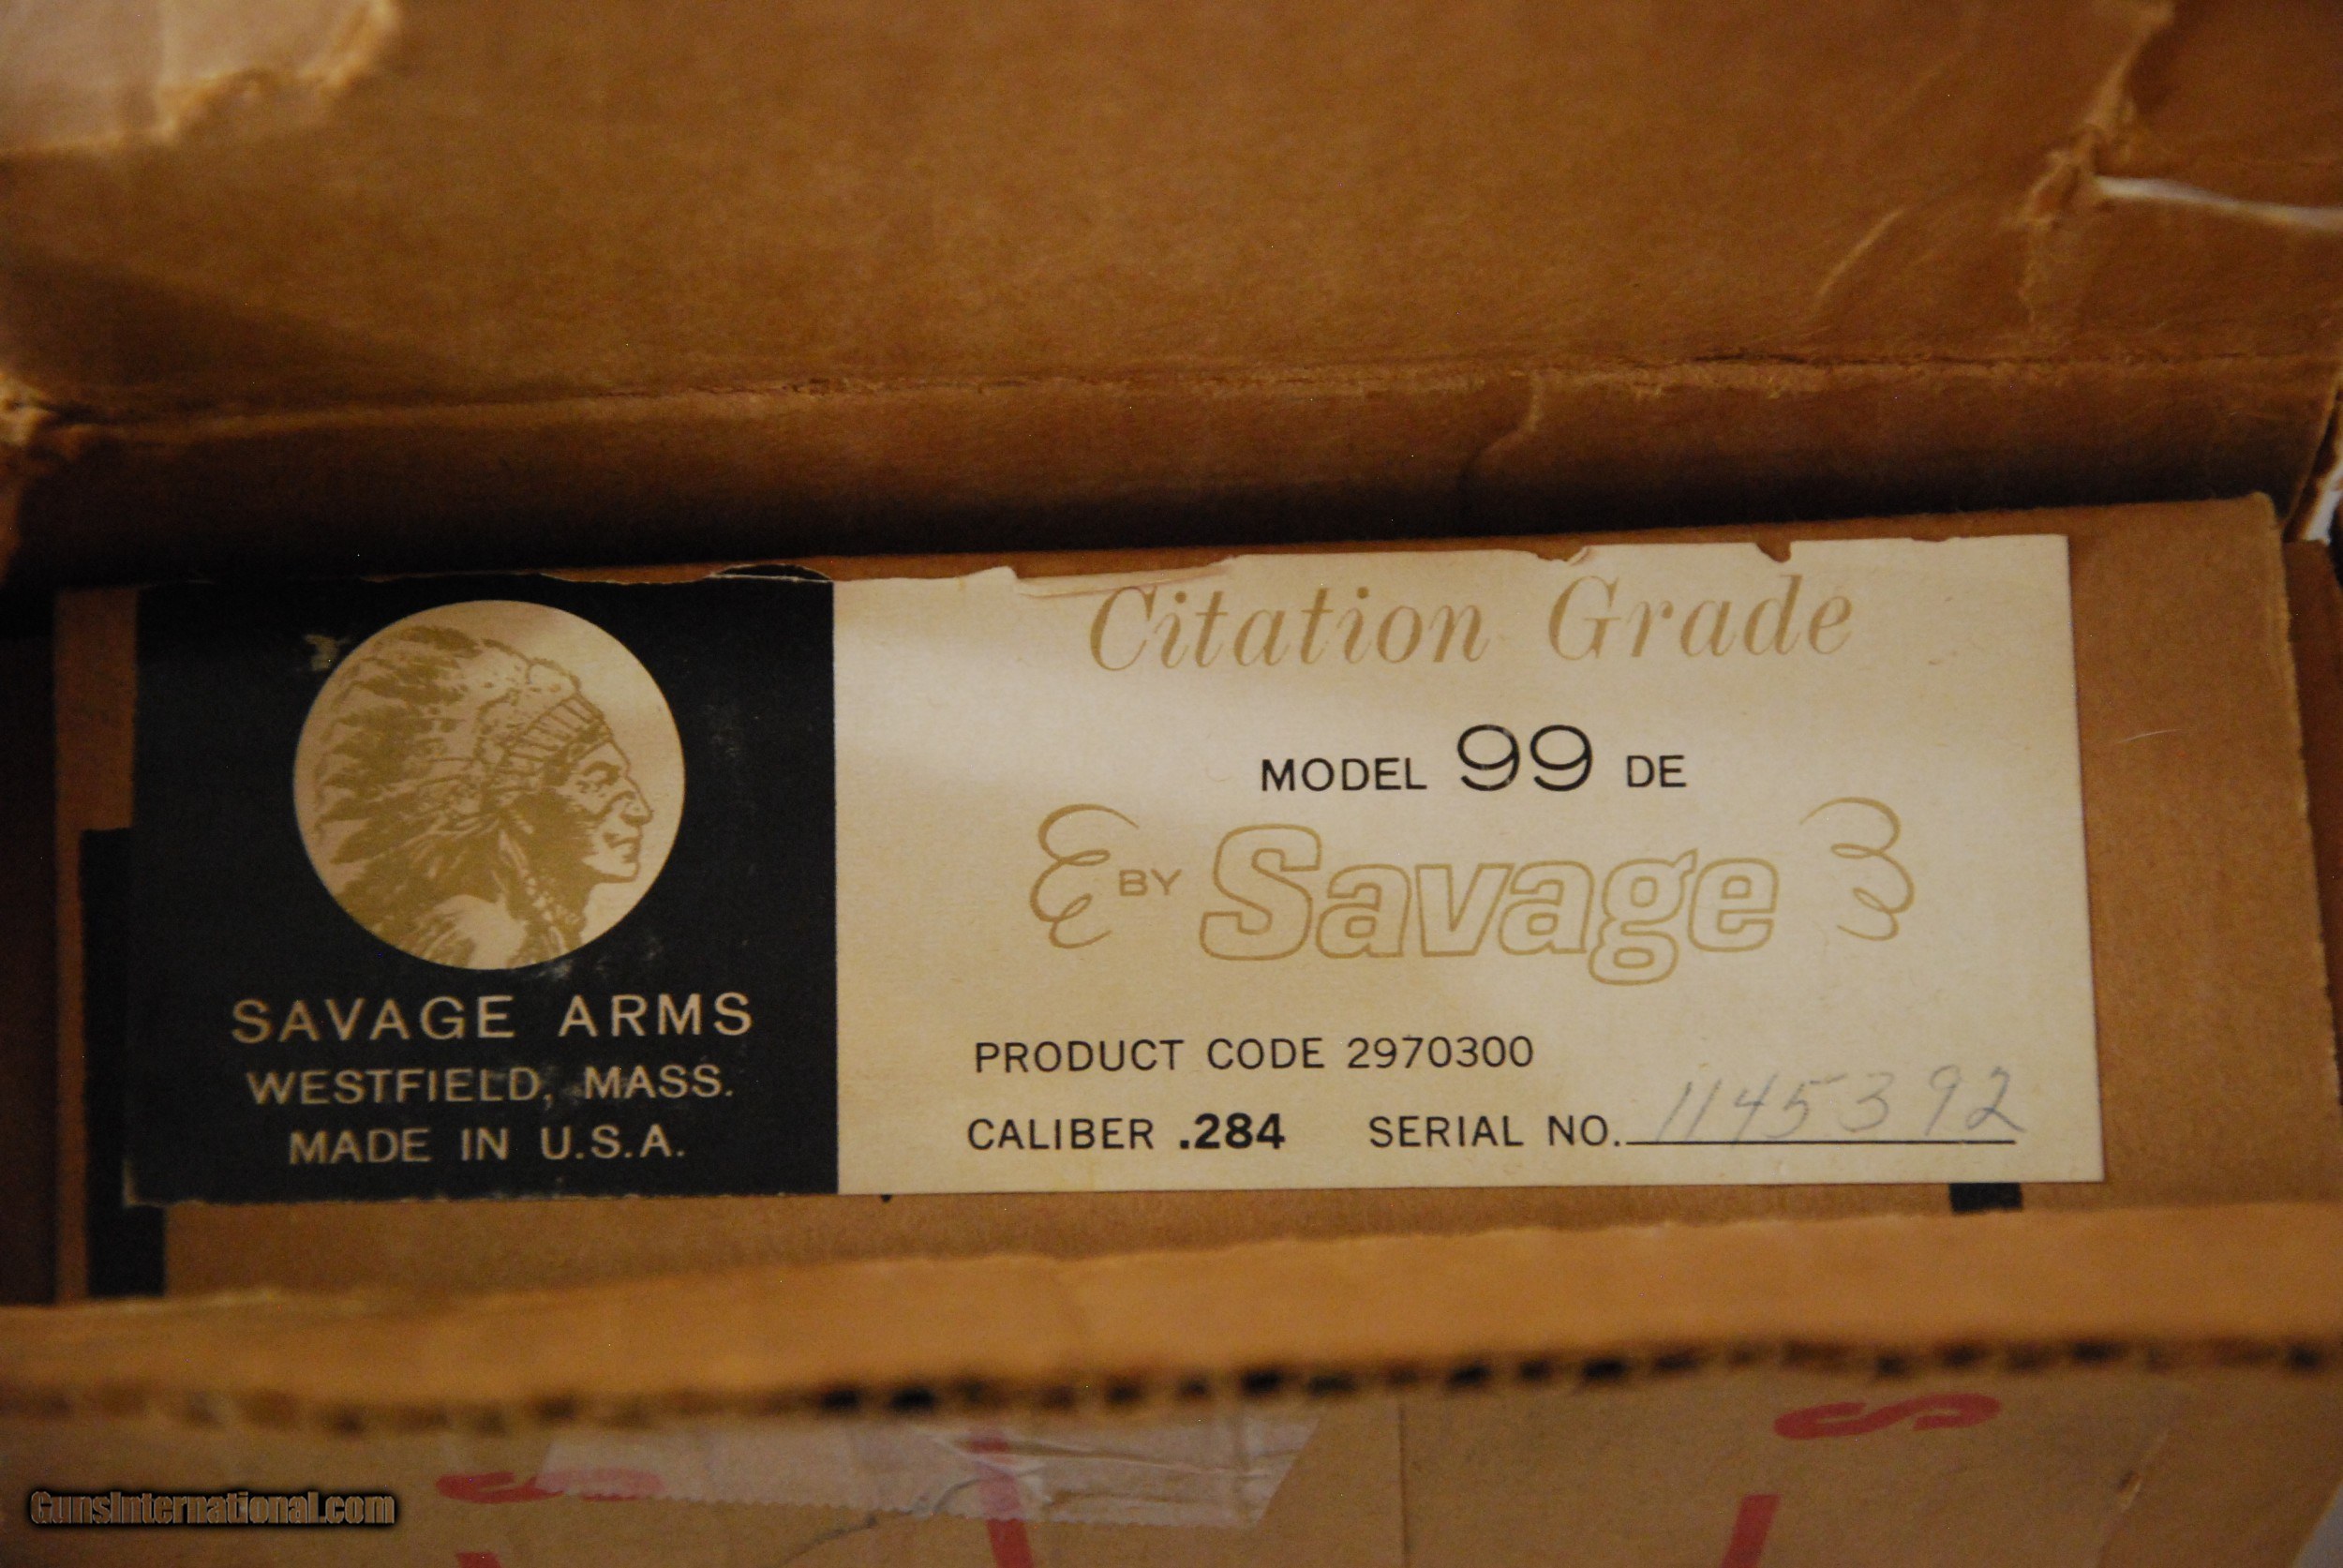 Citation Grade
MODEL 99 DE
BY Savage
SAVAGE ARMS
WESTFIELD, MASS.
MADE IN U.S.A.
PRODUCT CODE 2970300
CALIBER .284 SERIAL NO. 1145392
GunsInternational.com